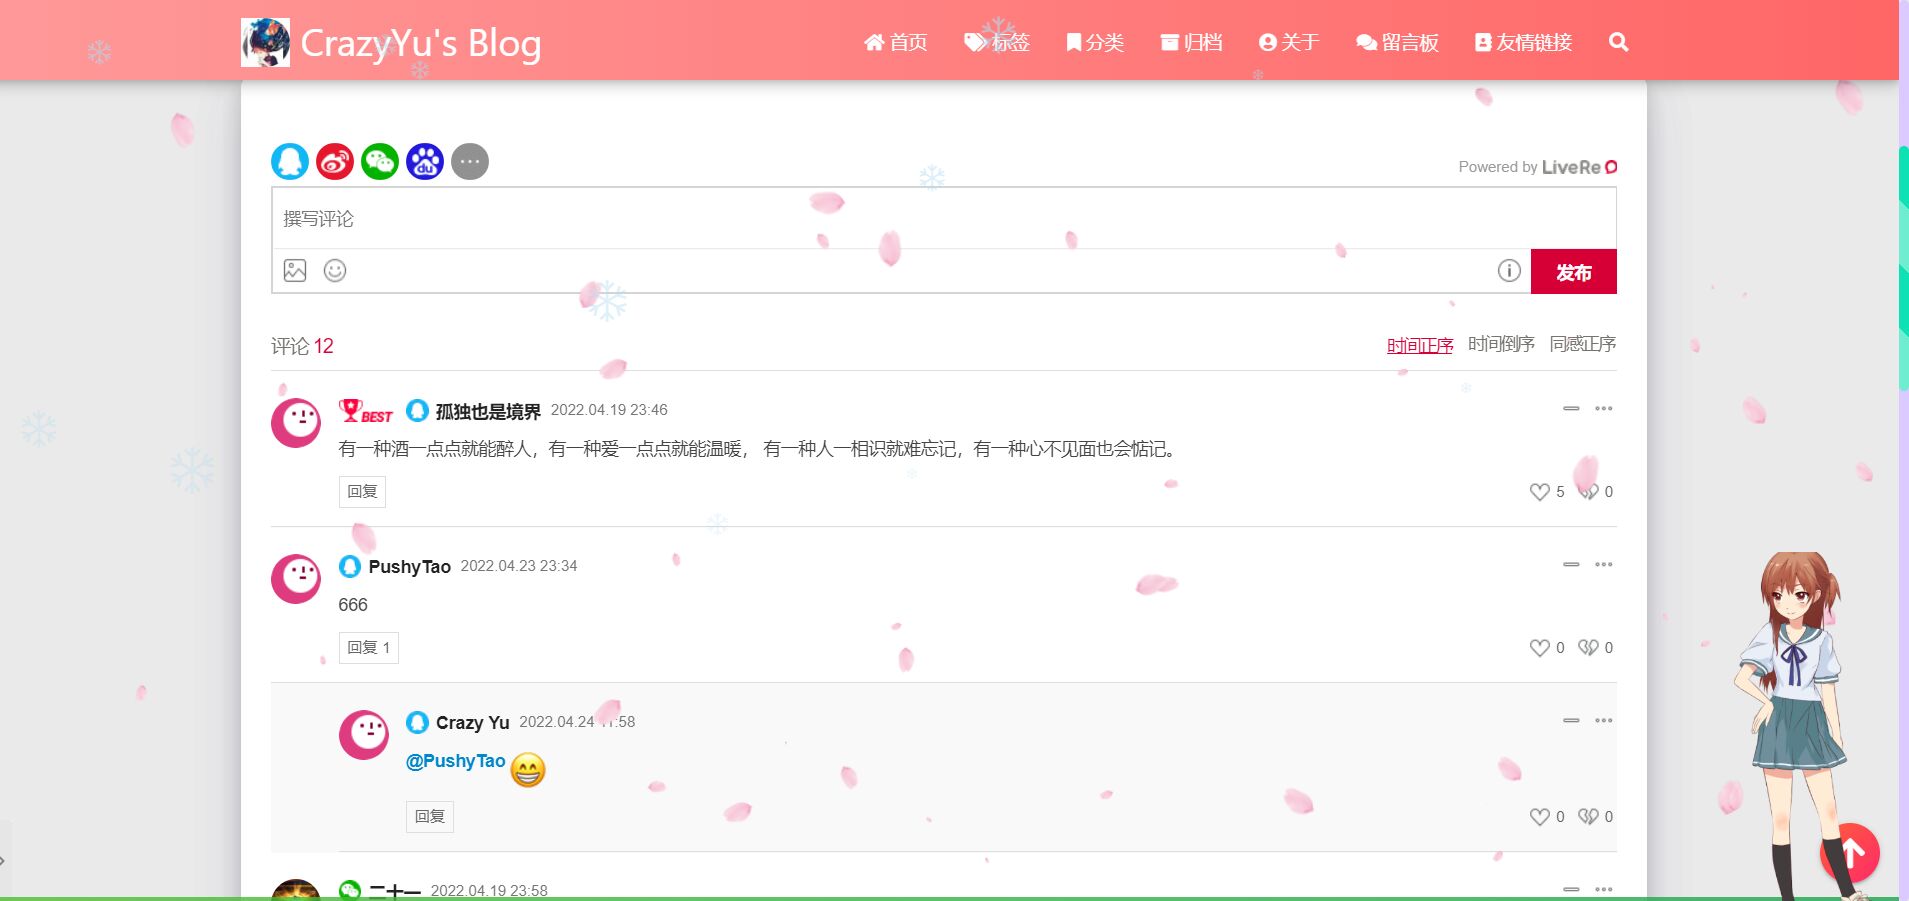 CrazyYu's Blog
首页 标签 分类 归档 关于 留言板 友情链接
du
Powered by LiveRe
撰写评论
发布
评论 12
时间正序 时间倒序 同感正序
BEST 孤独也是境界 2022.04.19 23:46
有一种酒一点点就能醉人，有一种爱一点点就能温暖， 有一种人一相识就难忘记，有一种心不见面也会惦记。
回复
5 0
PushyTao 2022.04.23 23:34
666
回复 1
0 0
Crazy Yu 2022.04.24 11:58
@PushyTao
回复
0 0
二十一 2022.04.19 23:58